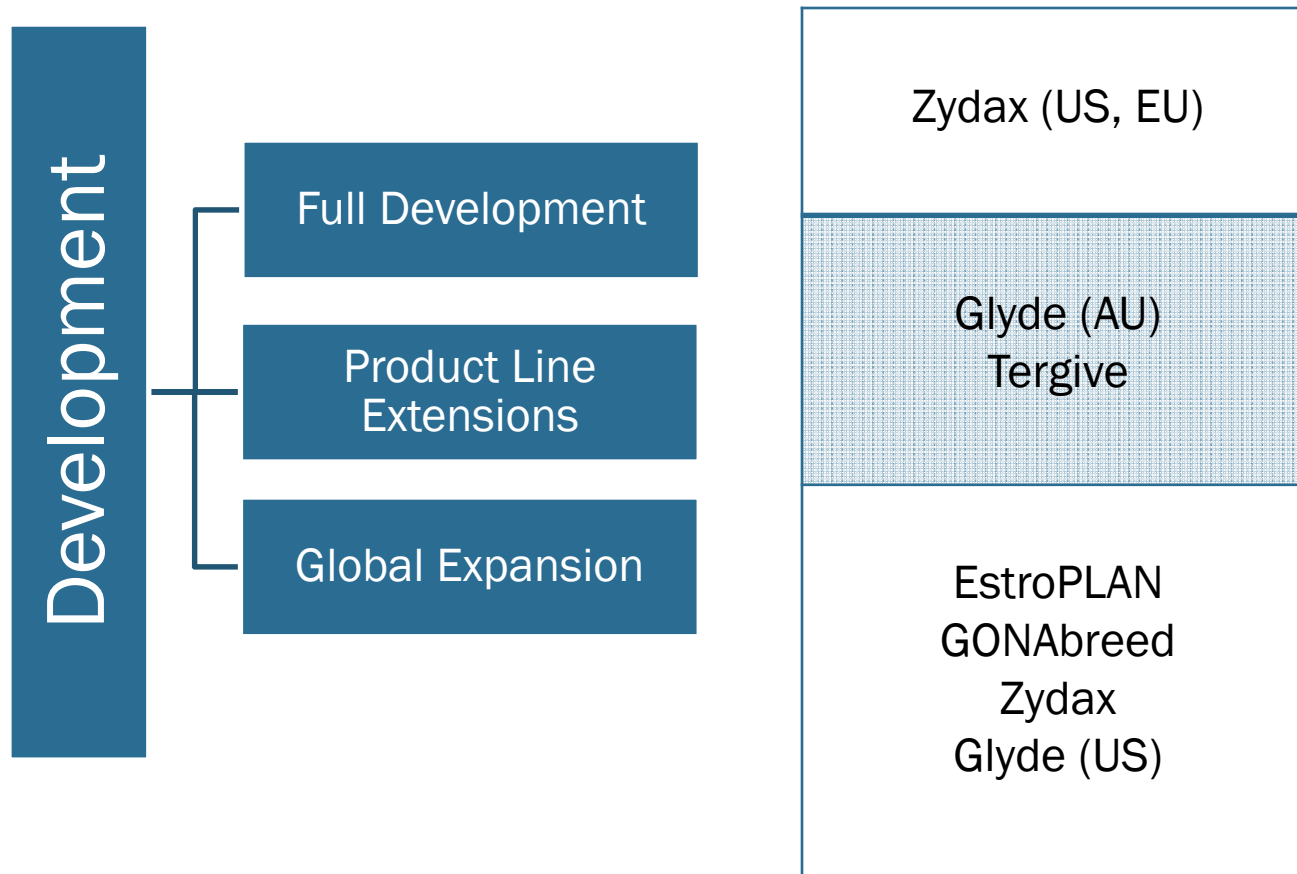 Development
Full Development
Product Line
Extensions
Global Expansion
Zydax (US, EU)
Glyde (AU)
Tergive
EstroPLAN
GONAbreed
Zydax
Glyde (US)